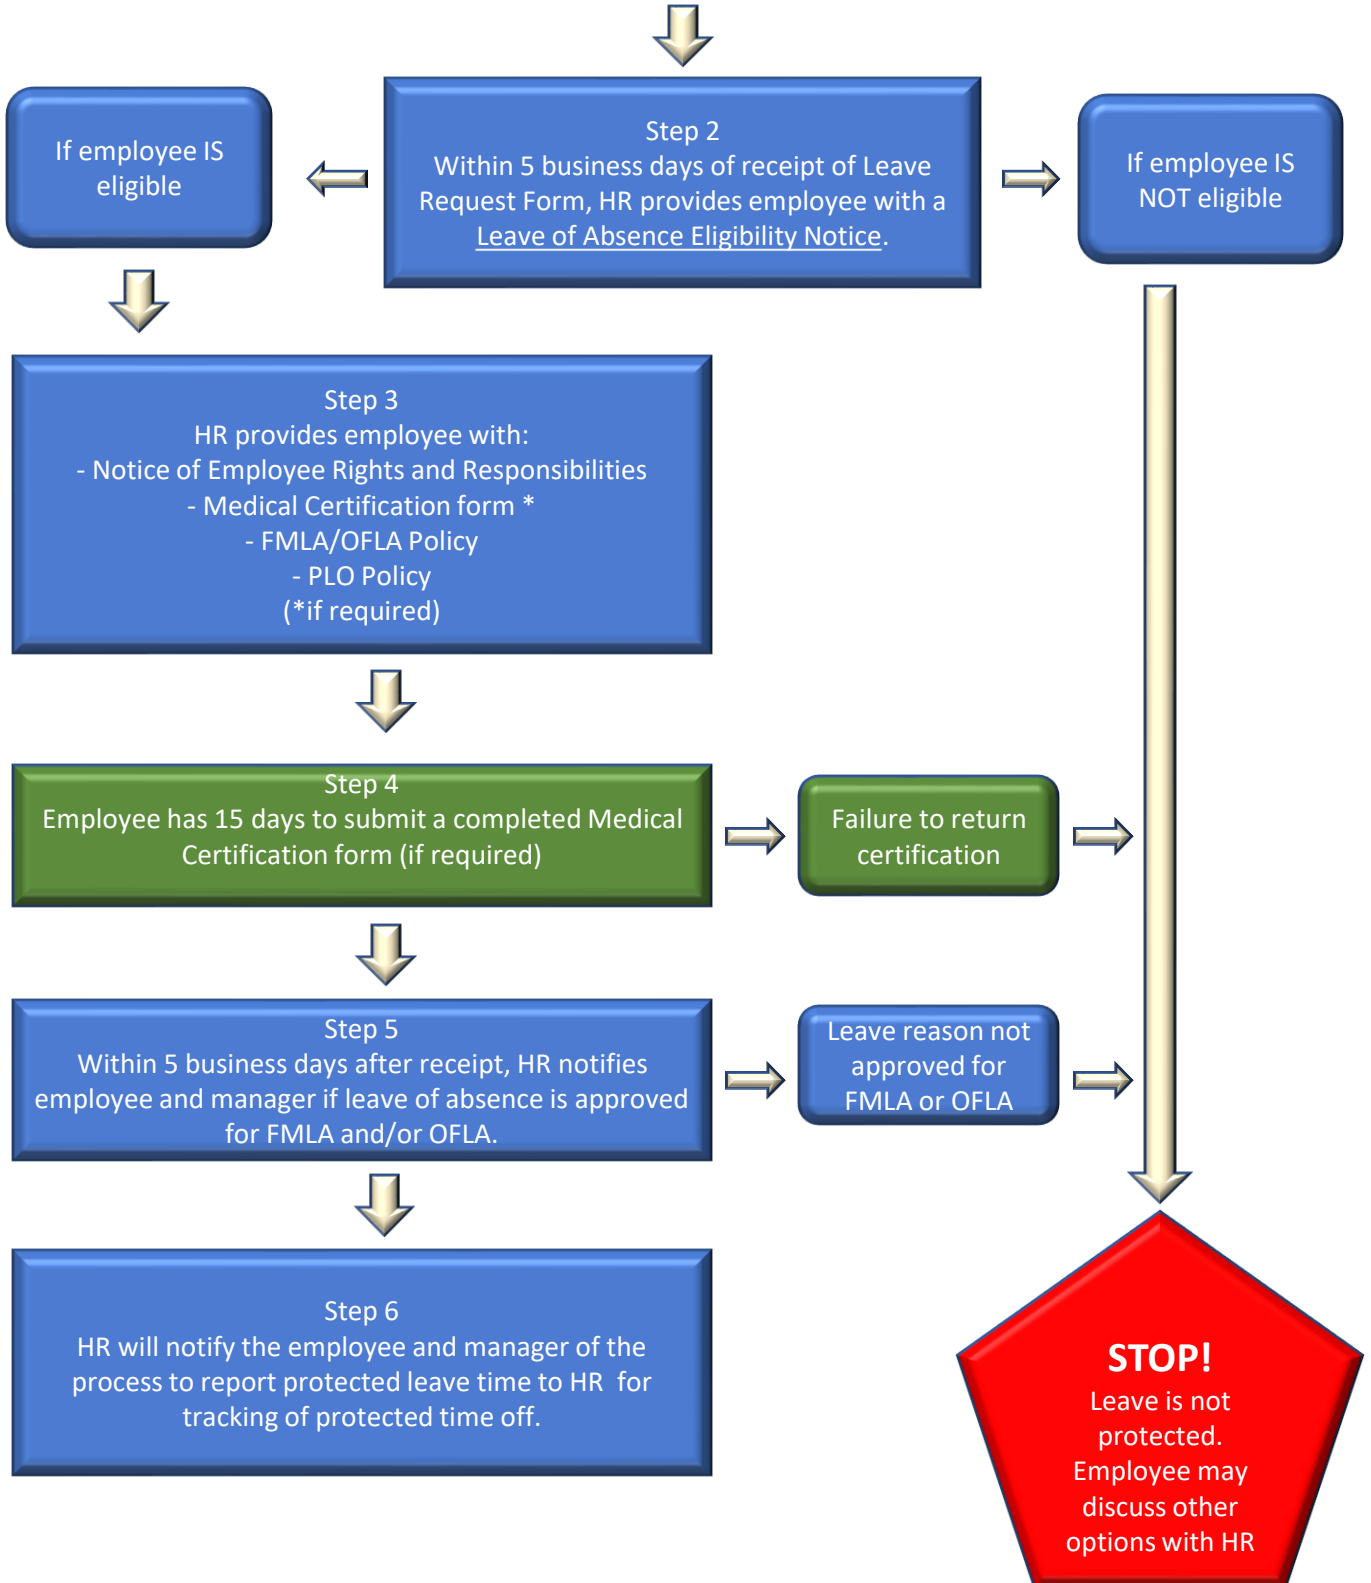 Step 2
Within 5 business days of receipt of Leave
Request Form, HR provides employee with a
Leave of Absence Eligibility Notice.
If employee IS
eligible
If employee IS
NOT eligible
Step 3
HR provides employee with:
- Notice of Employee Rights and Responsibilities
- Medical Certification form *
- FMLA/OFLA Policy
- PLO Policy
(*if required)
Step 4
Employee has 15 days to submit a completed Medical
Certification form (if required)
Failure to return
certification
Step 5
Within 5 business days after receipt, HR notifies
employee and manager if leave of absence is approved
for FMLA and/or OFLA.
Leave reason not
approved for
FMLA or OFLA
Step 6
HR will notify the employee and manager of the
process to report protected leave time to HR for
tracking of protected time off.
STOP!
Leave is not
protected.
Employee may
discuss other
options with HR